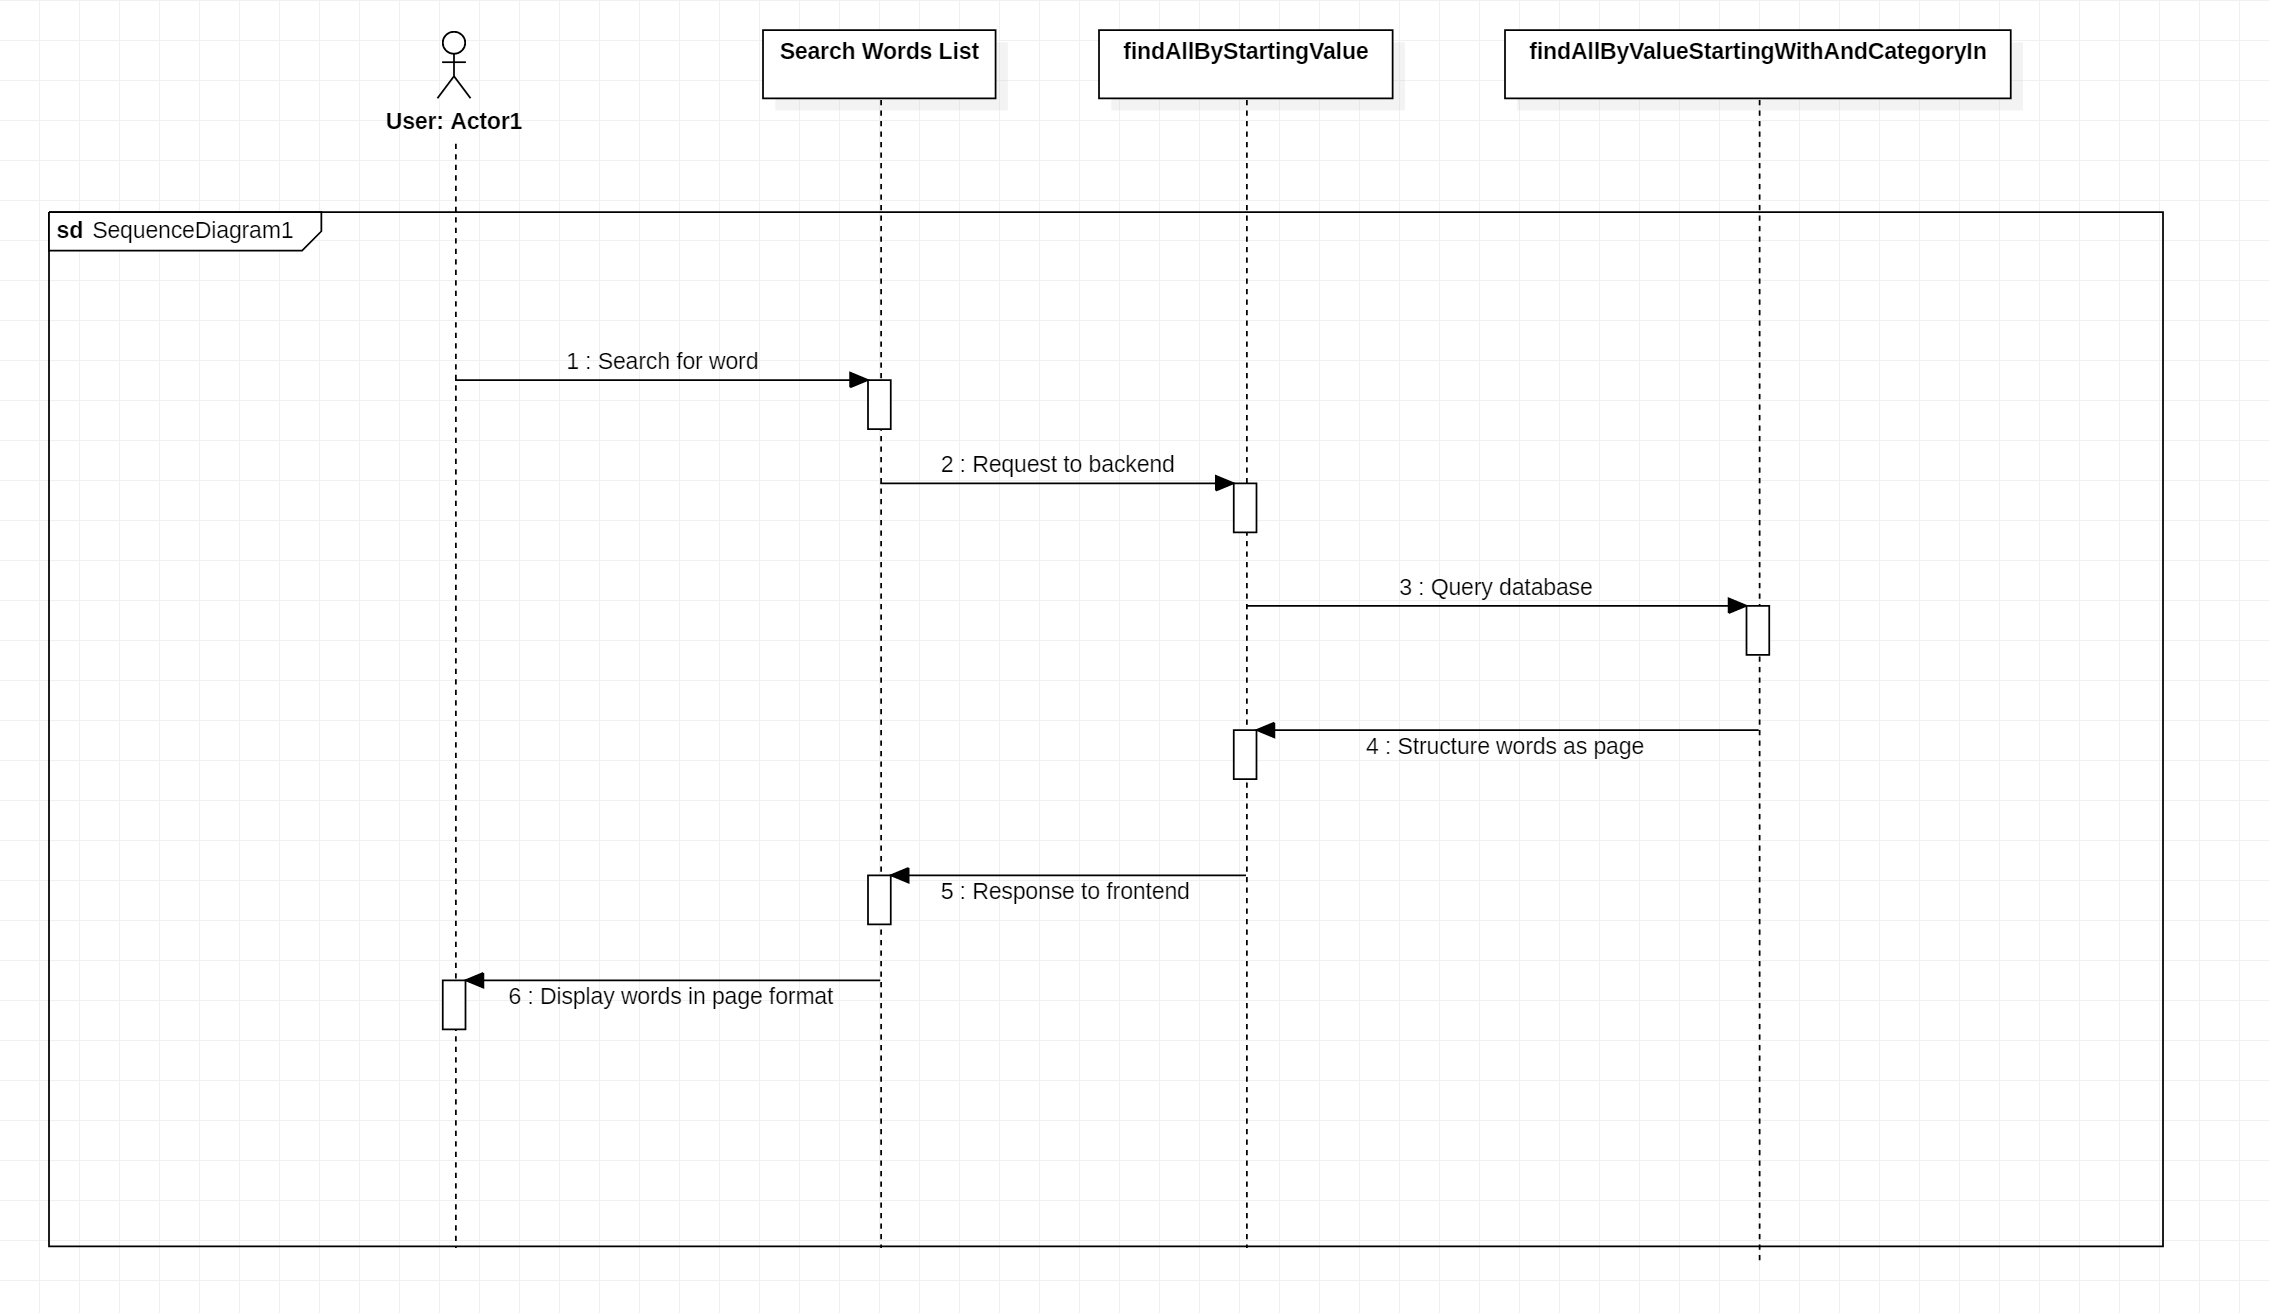 Search Words List
findAllByStartingValue
findAllByValueStartingWithAndCategoryIn
User: Actor1
sd SequenceDiagram1
1 : Search for word
2 : Request to backend
3 : Query database
4 : Structure words as page
5 : Response to frontend
6 : Display words in page format